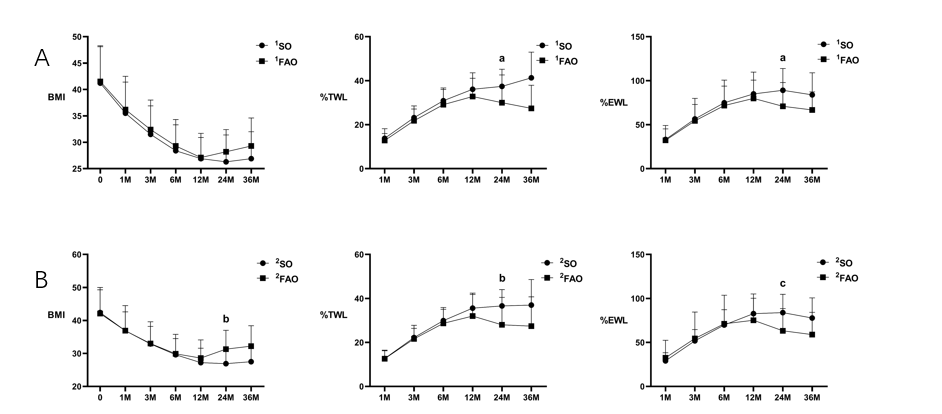 A
BMI
50
45
40
35
30
25
0 1M 3M 6M 12M 24M 36M
1SO
1FAO
%TWL
60
40
20
0
1M 3M 6M 12M 24M 36M
a
1SO
1FAO
%EWL
150
100
50
0
1M 3M 6M 12M 24M 36M
a
1SO
1FAO
B
BMI
60
50
40
30
20
0 1M 3M 6M 12M 24M 36M
b
2SO
2FAO
%TWL
60
40
20
0
1M 3M 6M 12M 24M 36M
b
2SO
2FAO
%EWL
150
100
50
0
1M 3M 6M 12M 24M 36M
c
2SO
2FAO